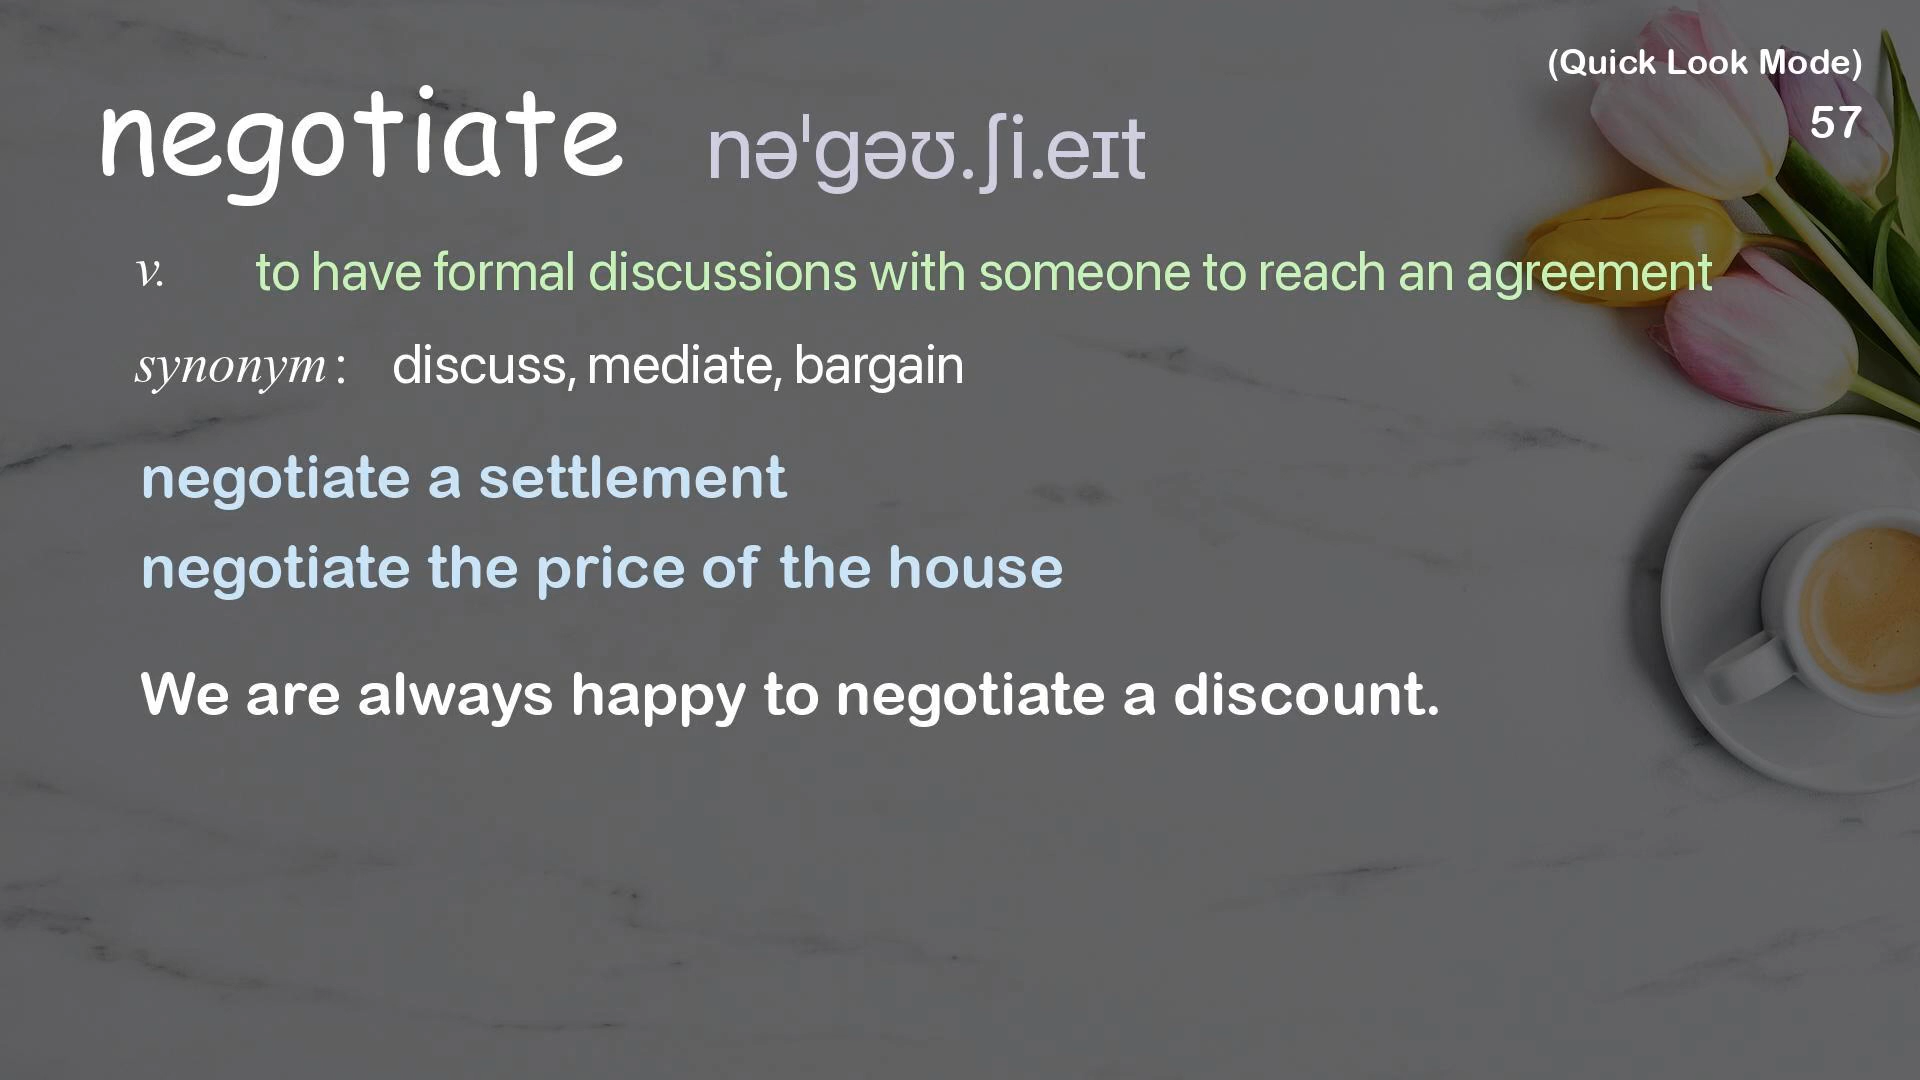 (Quick Look Mode)
57
negotiate nəˈɡəʊ.ʃi.eɪt
v. to have formal discussions with someone to reach an agreement
synonym: discuss, mediate, bargain
negotiate a settlement
negotiate the price of the house
We are always happy to negotiate a discount.